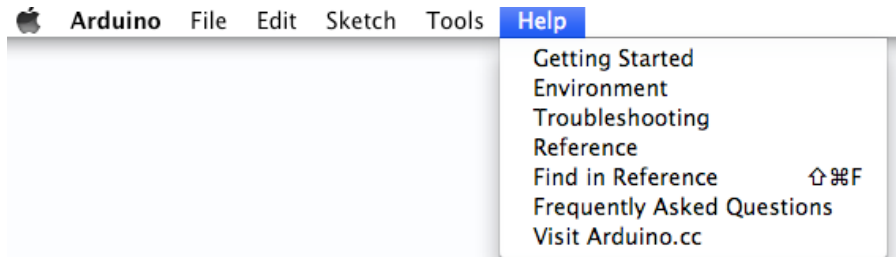 Arduino File Edit Sketch Tools Help
Getting Started
Environment
Troubleshooting
Reference
Find in Reference ⇧⌘F
Frequently Asked Questions
Visit Arduino.cc